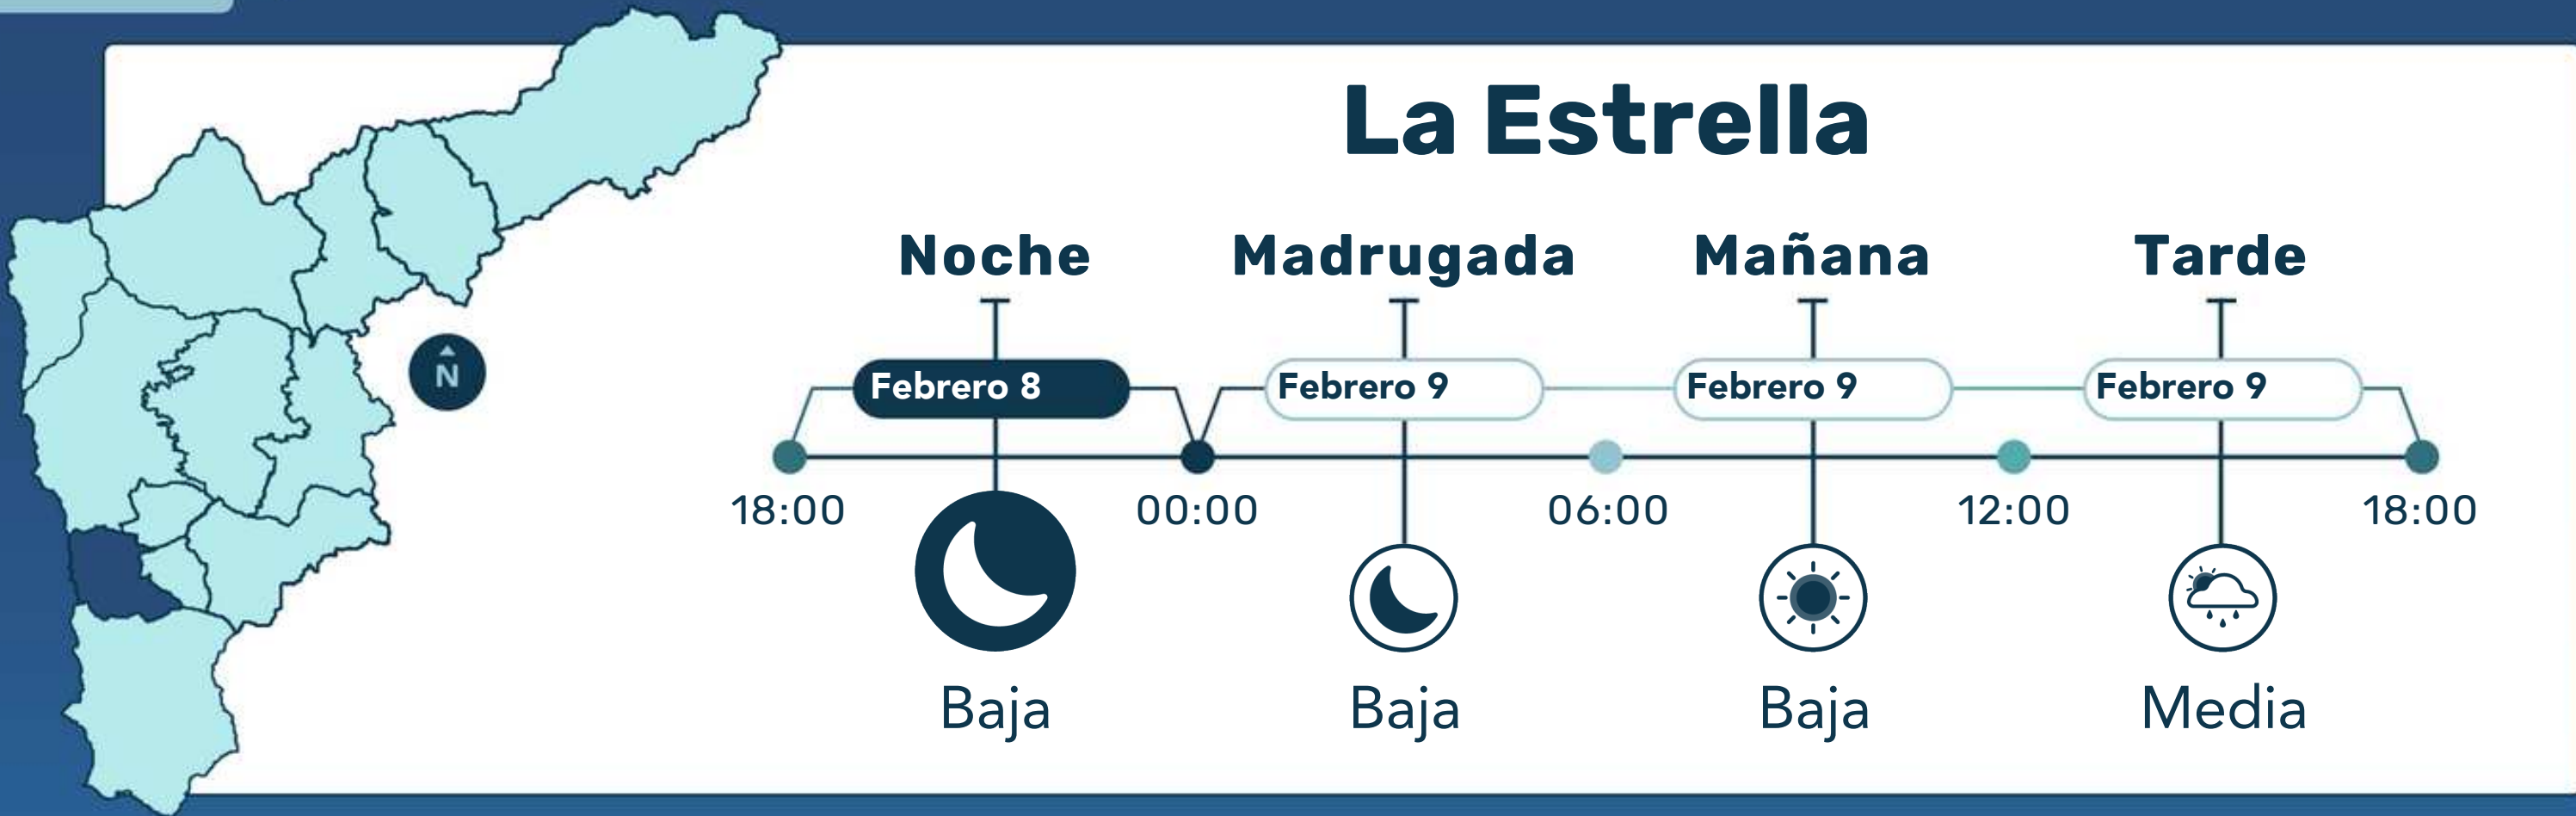 La Estrella
Noche Madrugada Mañana Tarde
N
Febrero 8 Febrero 9 Febrero 9 Febrero 9
18:00 00:00 06:00 12:00 18:00
Baja Baja Baja Media